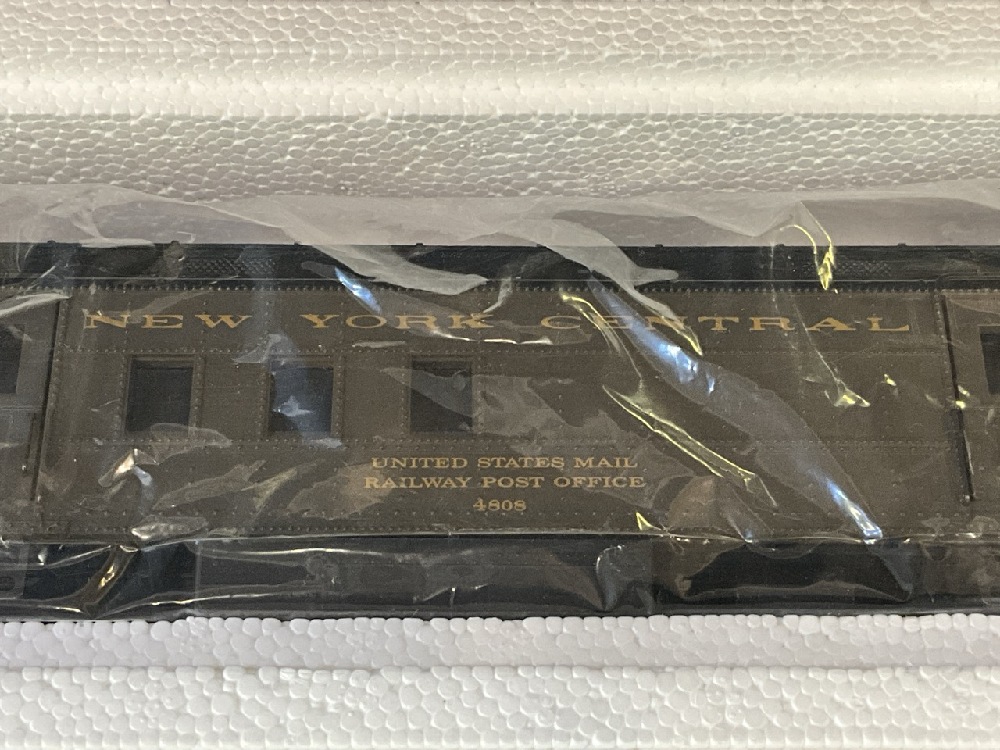 NEW YORK CENTRAL
UNITED STATES MAIL
RAILWAY POST OFFICE
4808